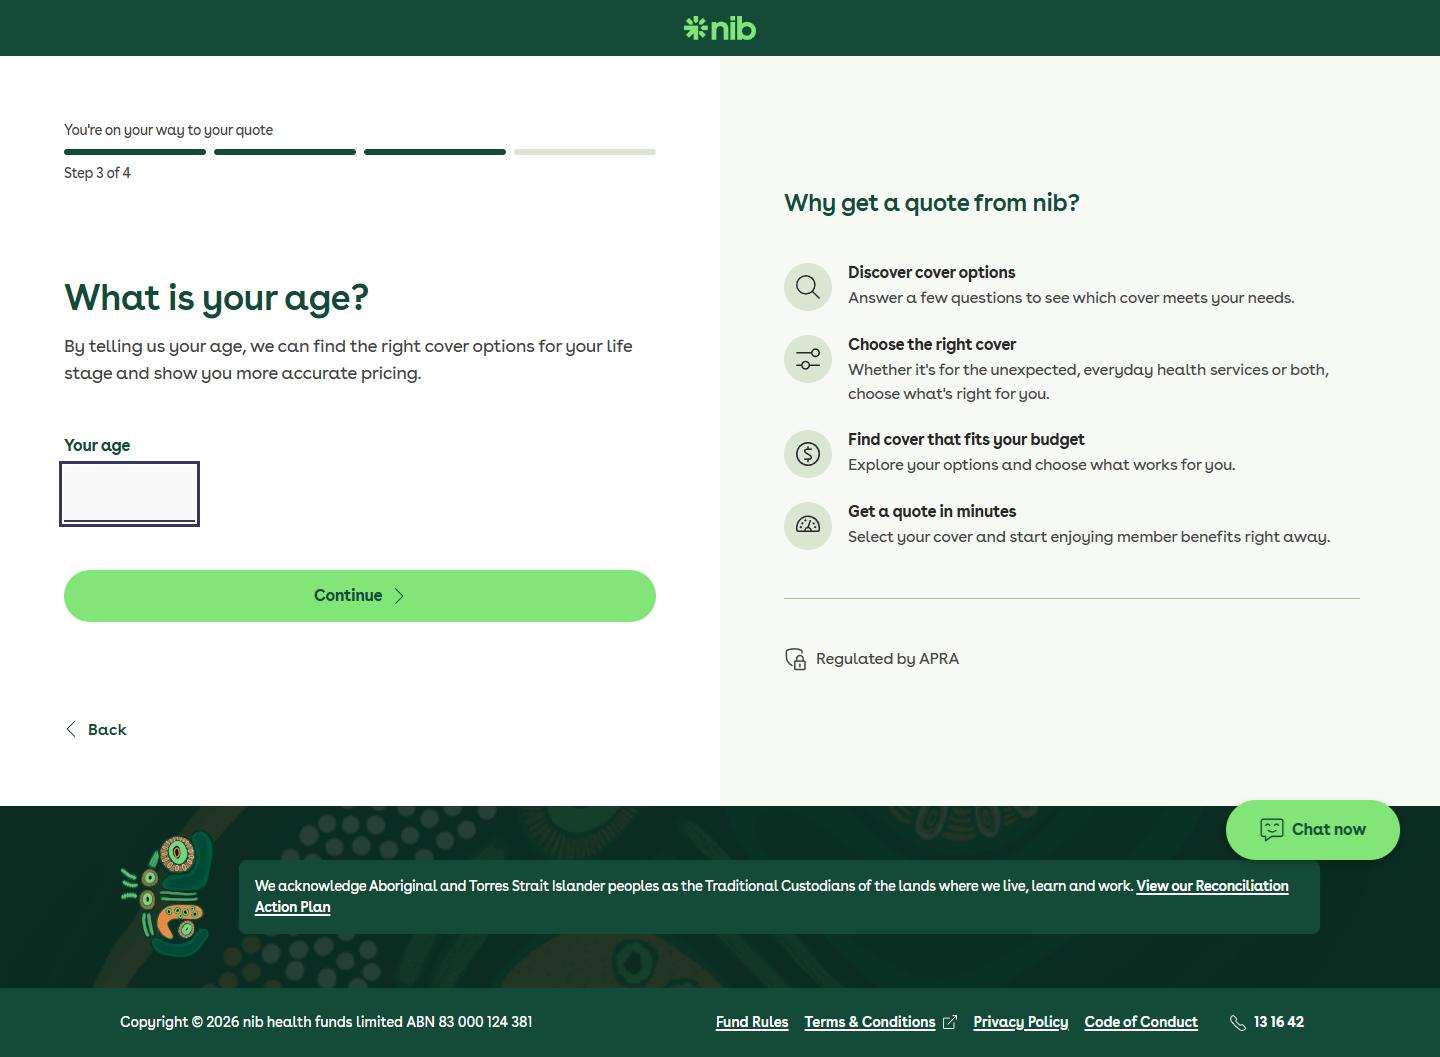 nib
You're on your way to your quote
Step 3 of 4
What is your age?
By telling us your age, we can find the right cover options for your life
stage and show you more accurate pricing.
Your age
Continue
Back
Why get a quote from nib?
Discover cover options
Answer a few questions to see which cover meets your needs.
Choose the right cover
Whether it's for the unexpected, everyday health services or both,
choose what's right for you.
Find cover that fits your budget
Explore your options and choose what works for you.
Get a quote in minutes
Select your cover and start enjoying member benefits right away.
Regulated by APRA
Chat now
We acknowledge Aboriginal and Torres Strait Islander peoples as the Traditional Custodians of the lands where we live, learn and work. View our Reconciliation
Action Plan
Copyright © 2026 nib health funds limited ABN 83 000 124 381
Fund Rules Terms & Conditions Privacy Policy Code of Conduct 13 16 42